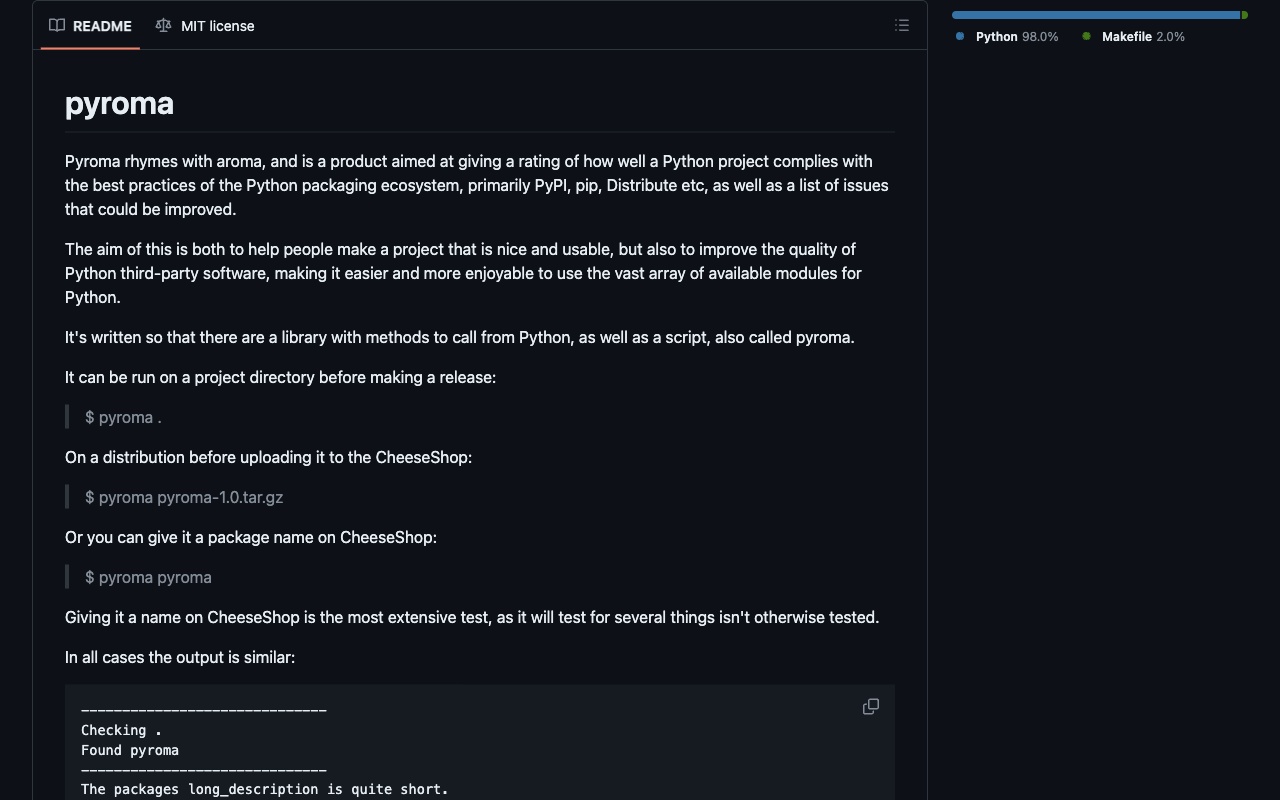 README MIT license
Python 98.0% Makefile 2.0%
pyroma
Pyroma rhymes with aroma, and is a product aimed at giving a rating of how well a Python project complies with
the best practices of the Python packaging ecosystem, primarily PyPI, pip, Distribute etc, as well as a list of issues
that could be improved.
The aim of this is both to help people make a project that is nice and usable, but also to improve the quality of
Python third-party software, making it easier and more enjoyable to use the vast array of available modules for
Python.
It's written so that there are a library with methods to call from Python, as well as a script, also called pyroma.
It can be run on a project directory before making a release:
$ pyroma .
On a distribution before uploading it to the CheeseShop:
$ pyroma pyroma-1.0.tar.gz
Or you can give it a package name on CheeseShop:
$ pyroma pyroma
Giving it a name on CheeseShop is the most extensive test, as it will test for several things isn't otherwise tested.
In all cases the output is similar:
------------------------------
Checking .
Found pyroma
------------------------------
The packages long_description is quite short.